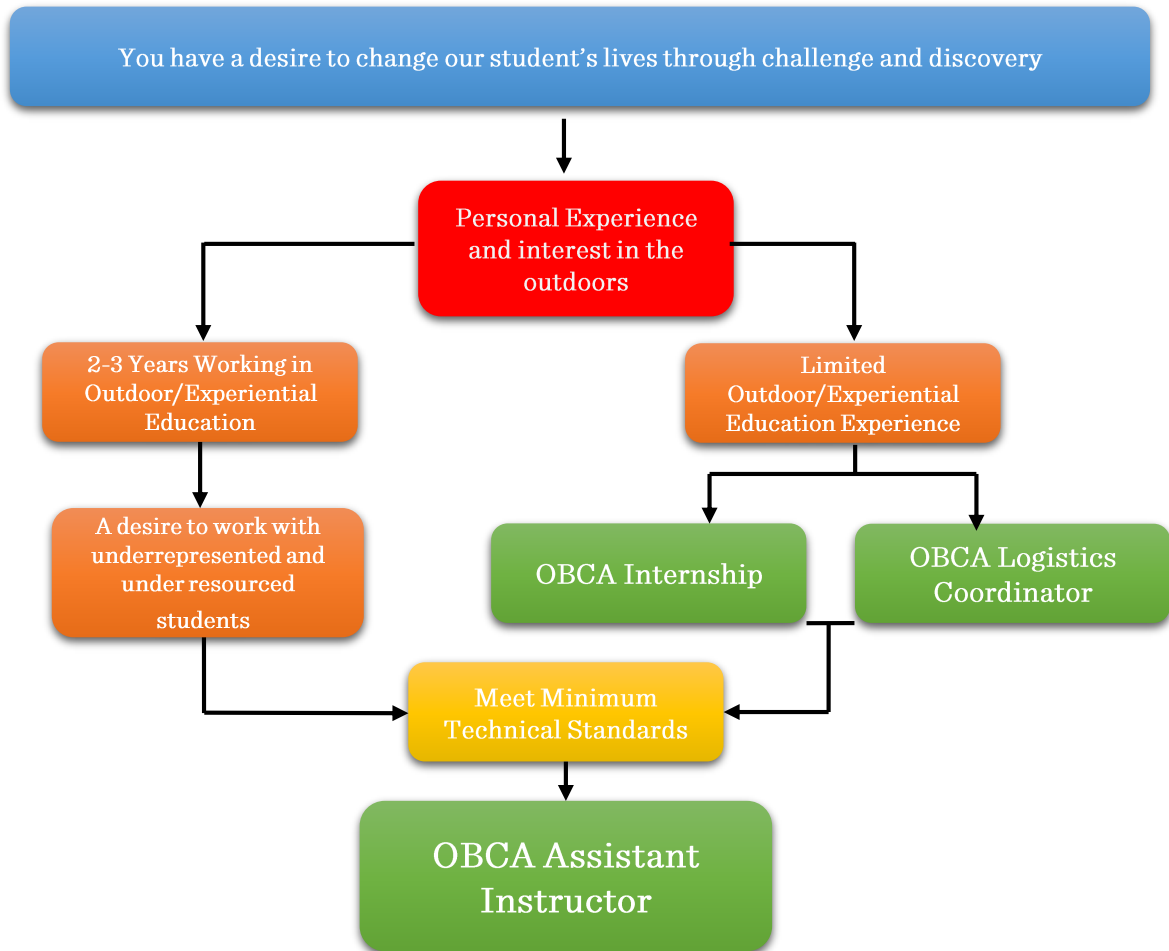 You have a desire to change our student’s lives through challenge and discovery
Personal Experience
and interest in the
outdoors
2-3 Years Working in
Outdoor/Experiential
Education
Limited
Outdoor/Experiential
Education Experience
A desire to work with
underrepresented and
under resourced
students
OBCA Internship
OBCA Logistics
Coordinator
Meet Minimum
Technical Standards
OBCA Assistant
Instructor